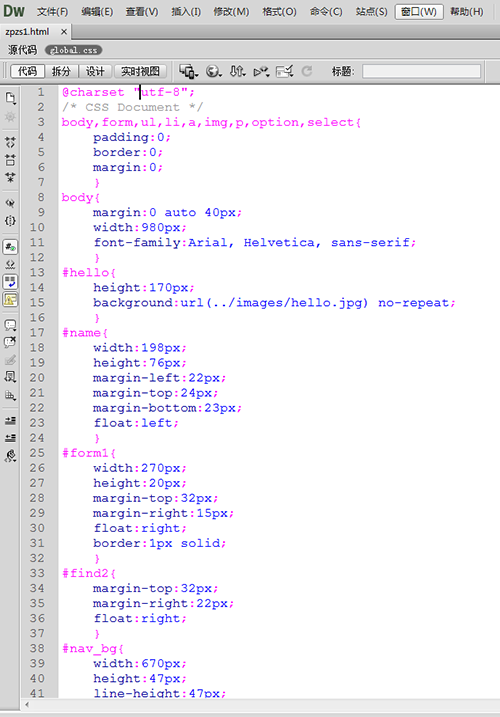 Dw 文件(F) 编辑(E) 查看(V) 插入(I) 修改(M) 格式(O) 命令(C) 站点(S) 窗口(W) 帮助(H)
zpzs1.html ×
源代码 global.css
代码 拆分 设计 实时视图 标题:
1 @charset "utf-8";
2 /* CSS Document */
3 body,form,ul,li,a,img,p,option,select{
4 padding:0;
5 border:0;
6 margin:0;
7 }
8 body{
9 margin:0 auto 40px;
10 width:980px;
11 font-family:Arial, Helvetica, sans-serif;
12 }
13 #hello{
14 height:170px;
15 background:url(../images/hello.jpg) no-repeat;
16 }
17 #name{
18 width:198px;
19 height:76px;
20 margin-left:22px;
21 margin-top:24px;
22 margin-bottom:23px;
23 float:left;
24 }
25 #form1{
26 width:270px;
27 height:20px;
28 margin-top:32px;
29 margin-right:15px;
30 float:right;
31 border:1px solid;
32 }
33 #find2{
34 margin-top:32px;
35 margin-right:22px;
36 float:right;
37 }
38 #nav_bg{
39 width:670px;
40 height:47px;
41 line-height:47px;